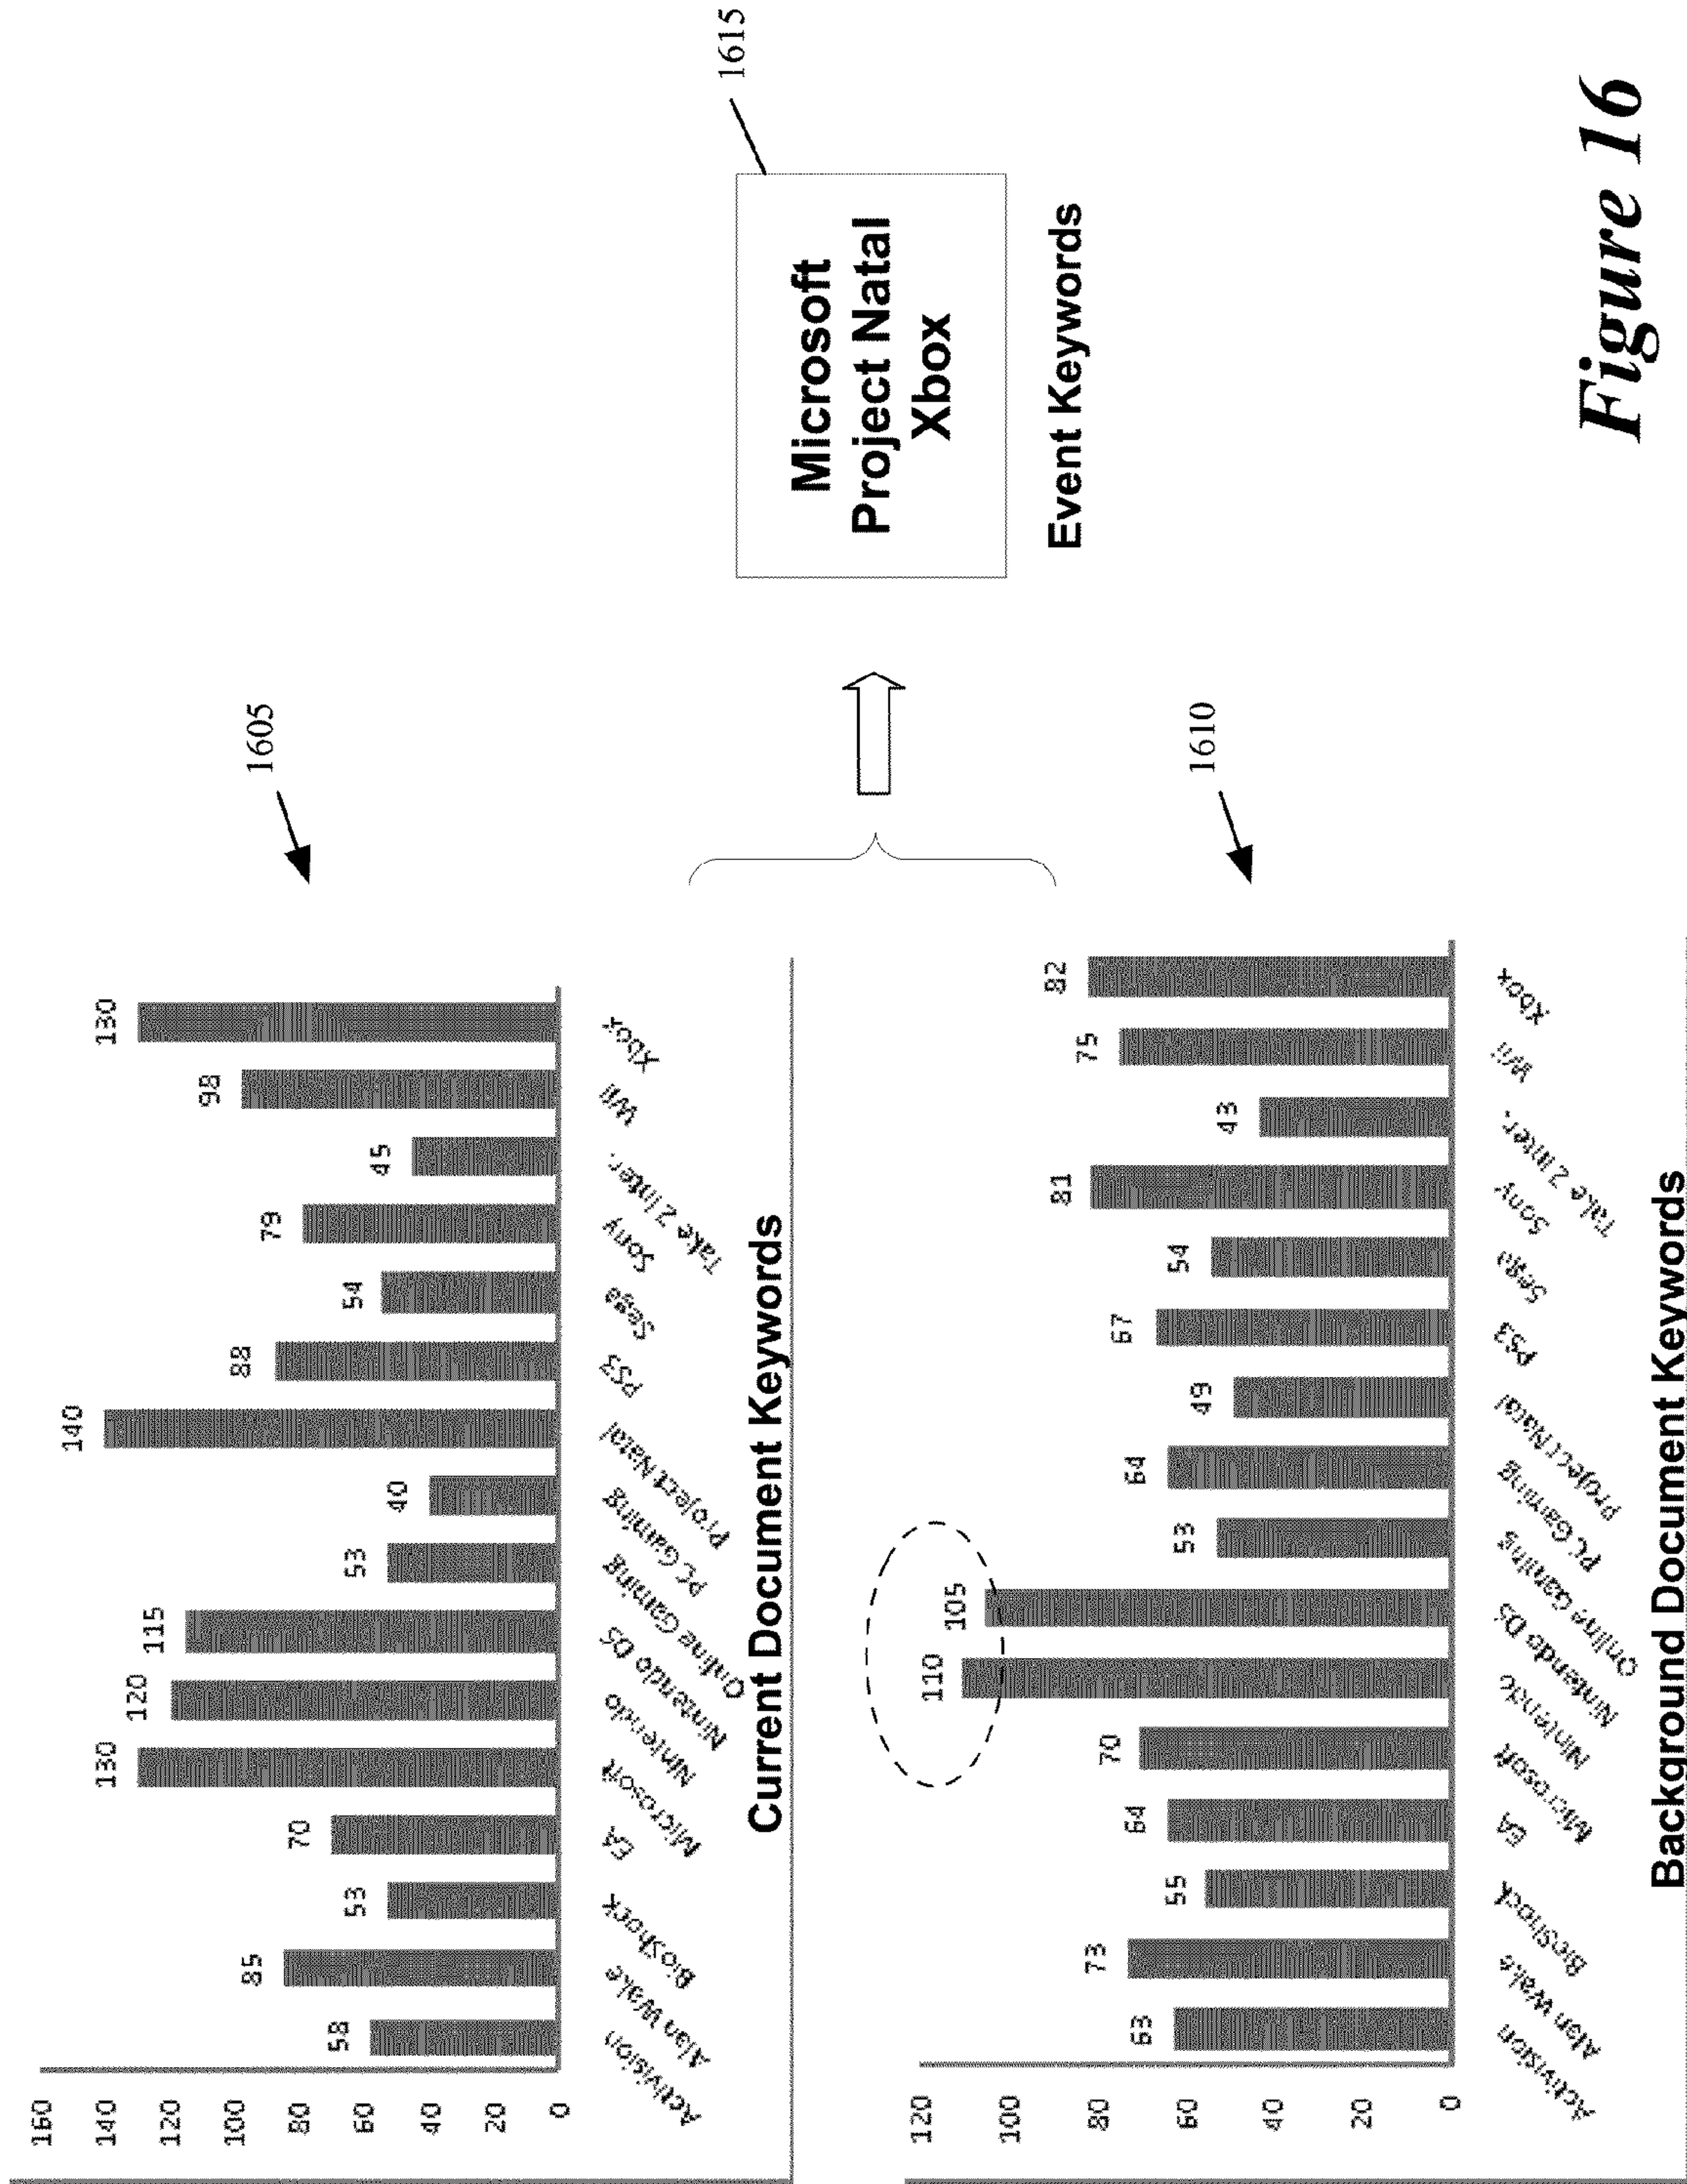 1605
160
140
120
100
80
60
40
20
0
58
85
53
70
130
120
115
53
40
140
88
54
79
45
98
130
Activision
Alan Wake
BioShock
EA
Microsoft
Nintendo
Nintendo DS
Online Gaming
PC Gaming
Project Natal
PS3
Sega
Sony
Take 2 Inter.
Wii
Xbox
Current Document Keywords
1615
Microsoft
Project Natal
Xbox
Event Keywords
1610
120
100
80
60
40
20
0
63
73
55
64
70
110
105
53
64
49
67
54
81
43
75
82
Activision
Alan Wake
BioShock
EA
Microsoft
Nintendo
Nintendo DS
Online Gaming
PC Gaming
Project Natal
PS3
Sega
Sony
Take 2 Inter.
Wii
Xbox
Background Document Keywords
Figure 16